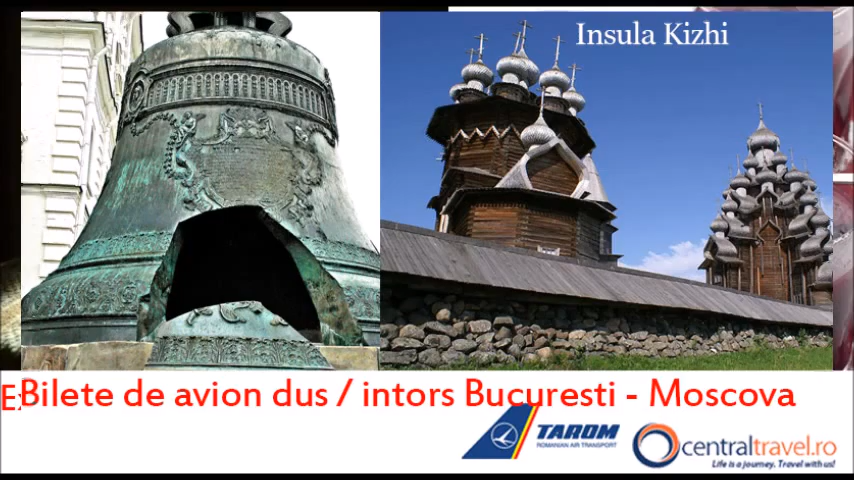 Insula Kizhi
Bilete de avion dus / intors Bucuresti - Moscova
TAROM
ROMANIAN AIR TRANSPORT
centraltravel.ro
Life is a journey. Travel with us!